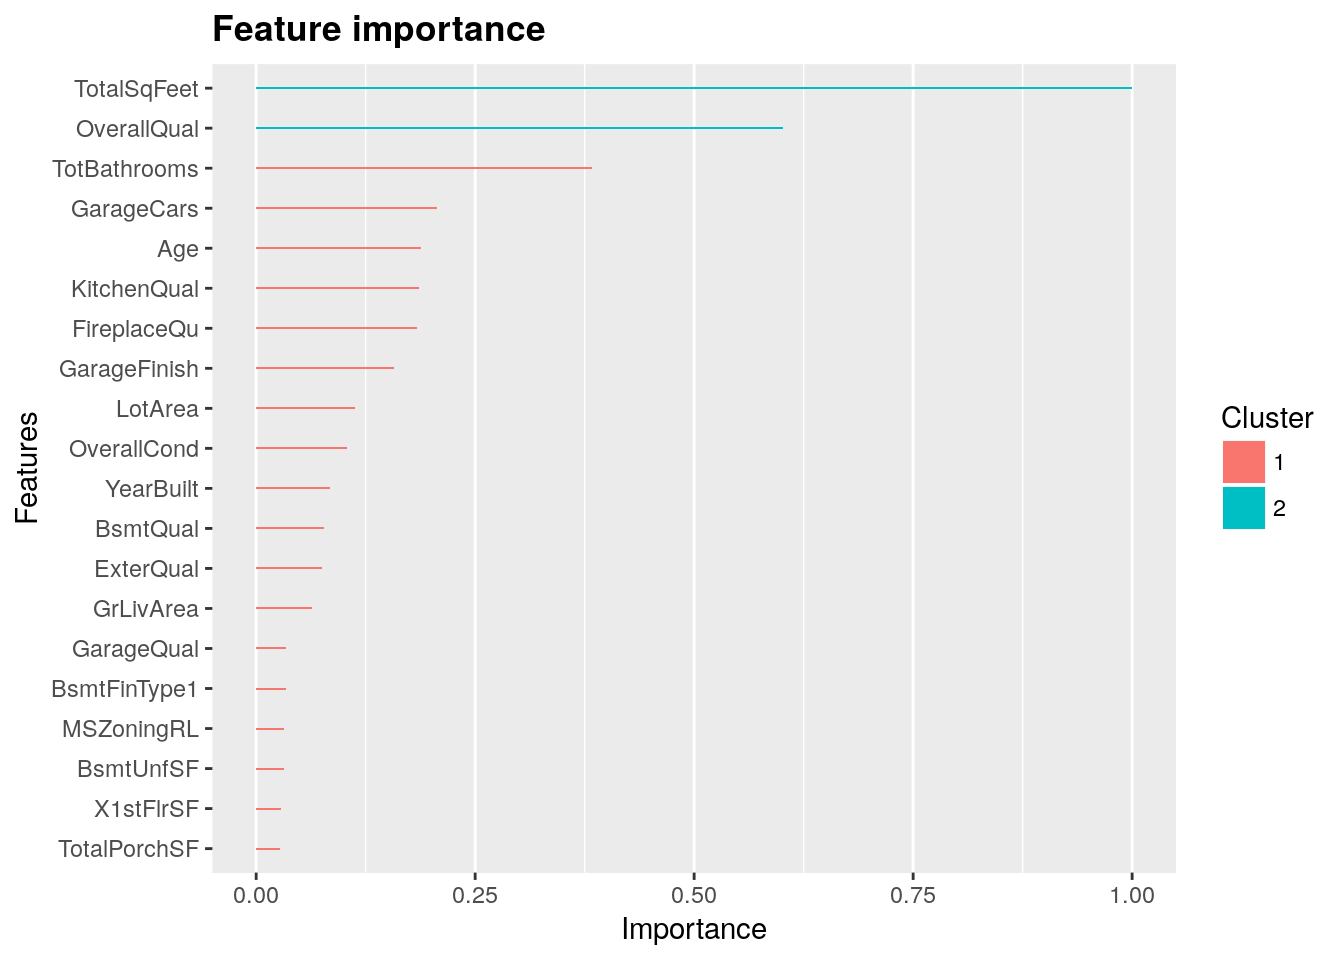 Feature importance
TotalSqFeet
OverallQual
TotBathrooms
GarageCars
Age
KitchenQual
FireplaceQu
GarageFinish
LotArea
OverallCond
YearBuilt
BsmtQual
ExterQual
GrLivArea
GarageQual
BsmtFinType1
MSZoningRL
BsmtUnfSF
X1stFlrSF
TotalPorchSF
Features
0.00 0.25 0.50 0.75 1.00
Importance
Cluster
1
2